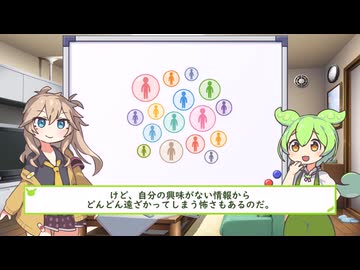 けど、自分の興味がない情報から
どんどん遠ざかってしまう怖さもあるのだ。